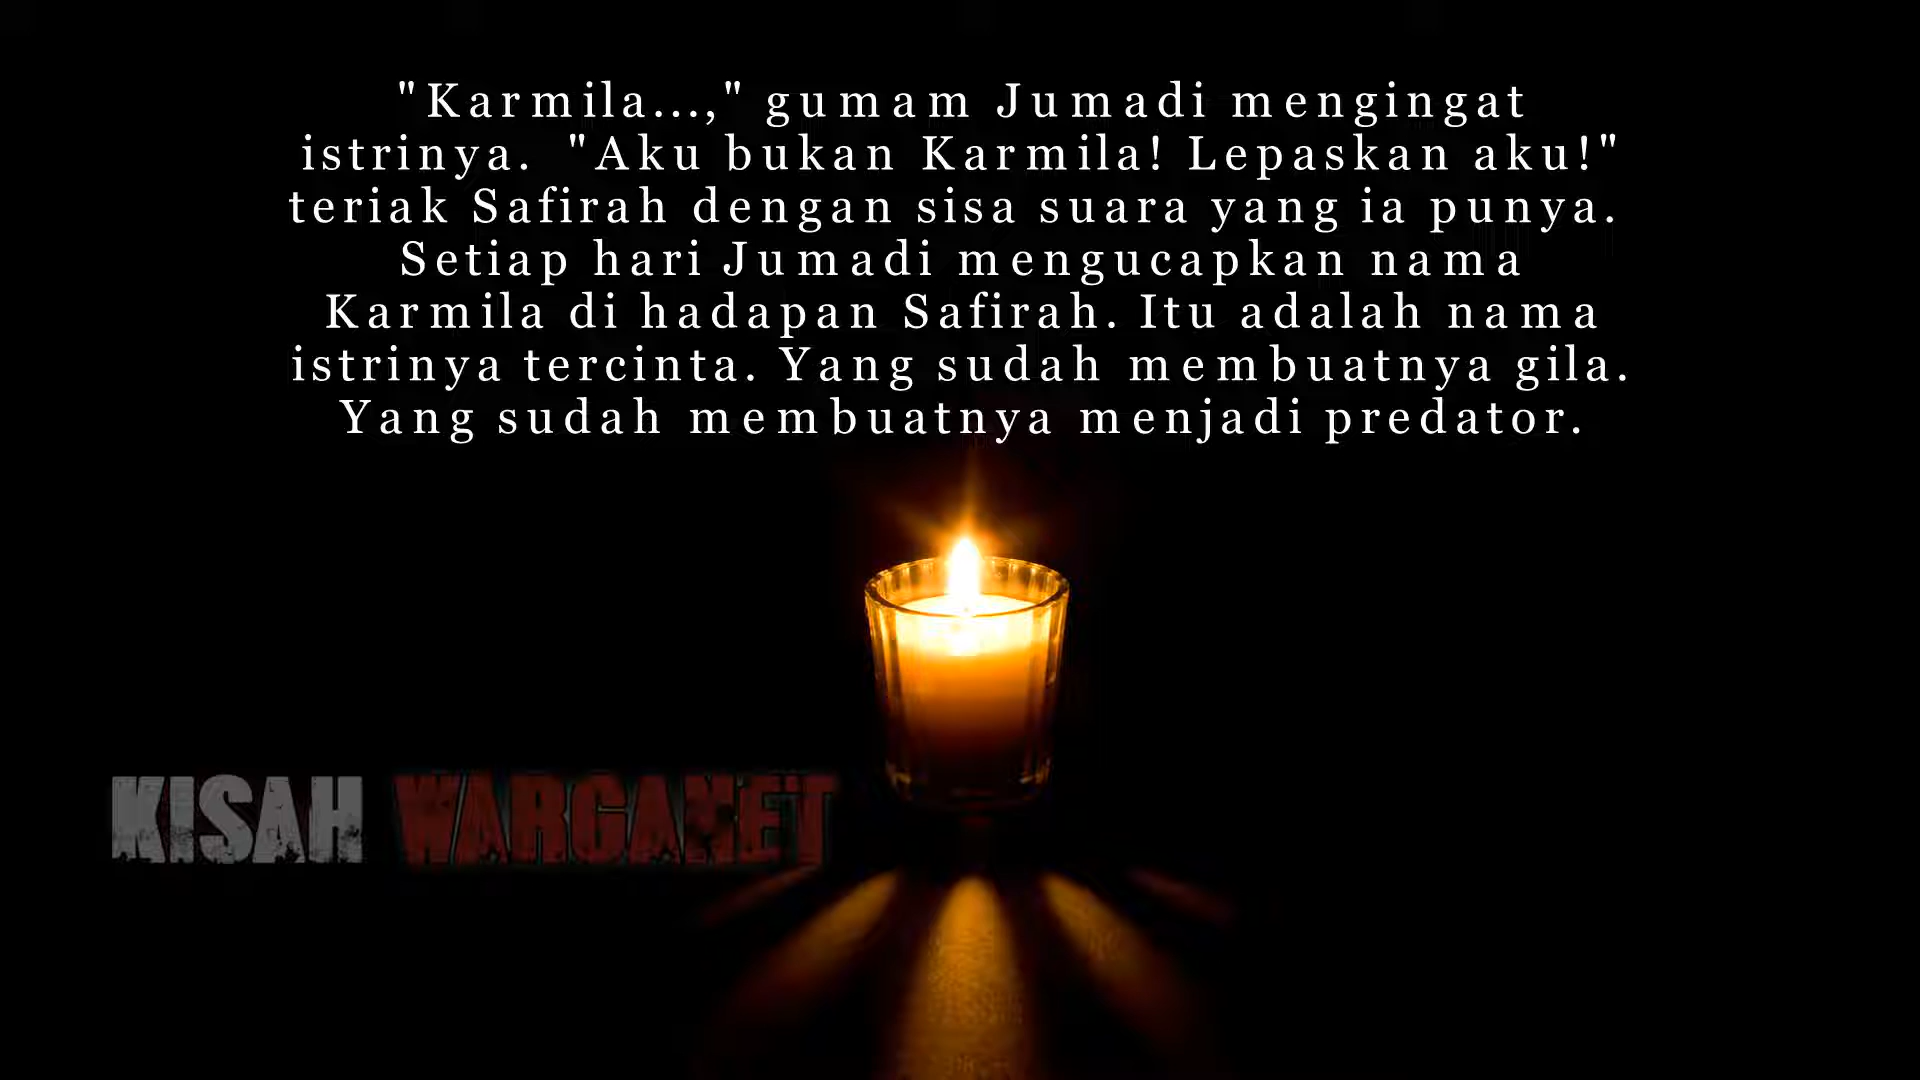 "Karmila...," gumam Jumadi mengingat
istrinya. "Aku bukan Karmila! Lepaskan aku!"
teriak Safirah dengan sisa suara yang ia punya.
Setiap hari Jumadi mengucapkan nama
Karmila di hadapan Safirah. Itu adalah nama
istrinya tercinta. Yang sudah membuatnya gila.
Yang sudah membuatnya menjadi predator.
KISAH WARGANET